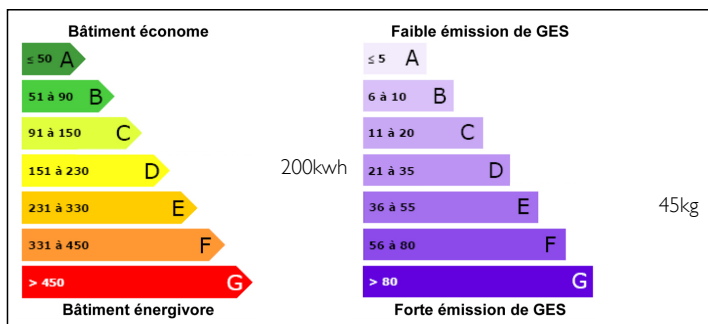 Bâtiment économe
≤ 50 A
51 à 90 B
91 à 150 C
151 à 230 D
200kwh
231 à 330 E
331 à 450 F
> 450 G
Bâtiment énergivore
Faible émission de GES
≤ 5 A
6 à 10 B
11 à 20 C
21 à 35 D
36 à 55 E
45kg
56 à 80 F
> 80 G
Forte émission de GES